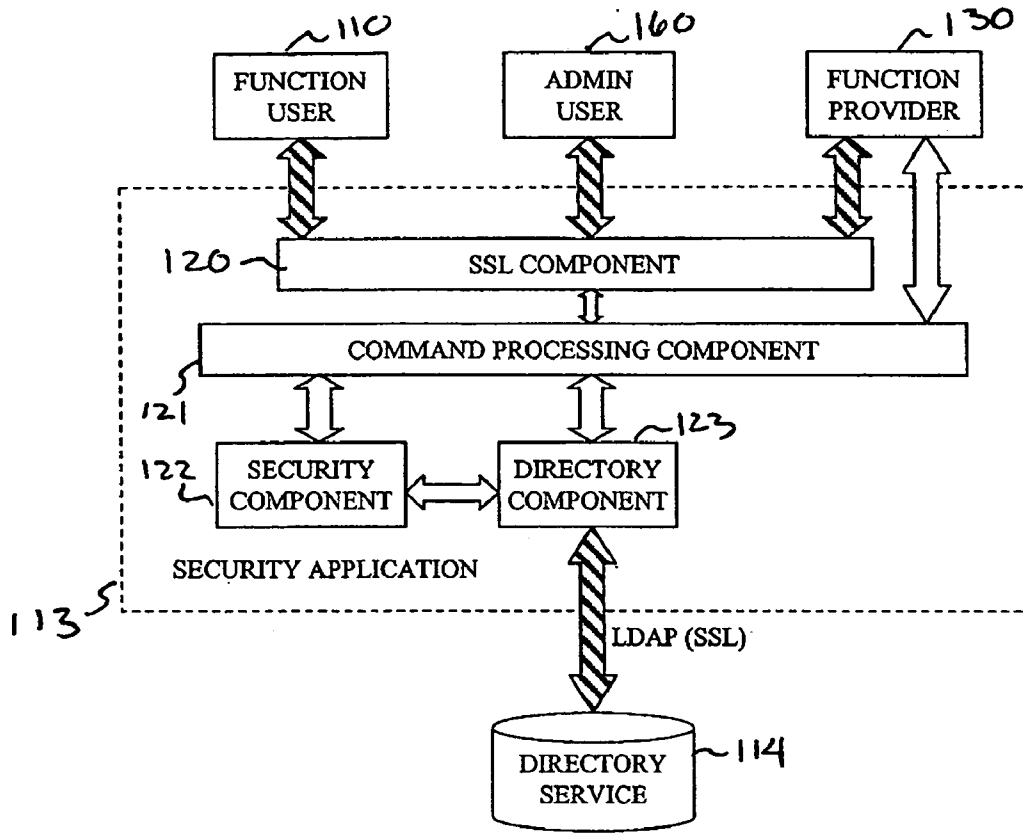 110
160
130
FUNCTION
USER
ADMIN
USER
FUNCTION
PROVIDER
120
SSL COMPONENT
COMMAND PROCESSING COMPONENT
121
123
122
SECURITY
COMPONENT
DIRECTORY
COMPONENT
SECURITY APPLICATION
113
LDAP (SSL)
114
DIRECTORY
SERVICE